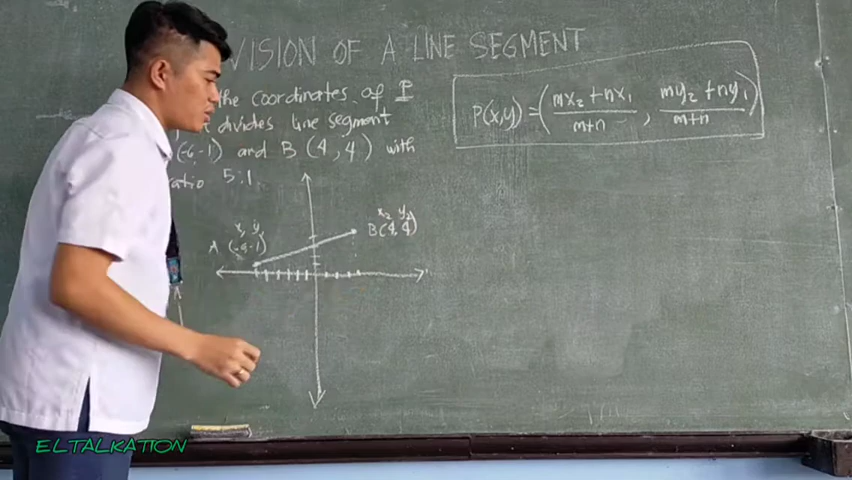 VISION OF A LINE SEGMENT
he coordinates of P
t divides line segment
(-6,-1) and B (4,4) with
ratio 5:1.
P(x,y) = (mx₂ + nx₁ / m+n , my₂ + ny₁ / m+n)
x₁ y₁
A (-6,-1)
x₂ y₂
B(4,4)
ELTALKATION